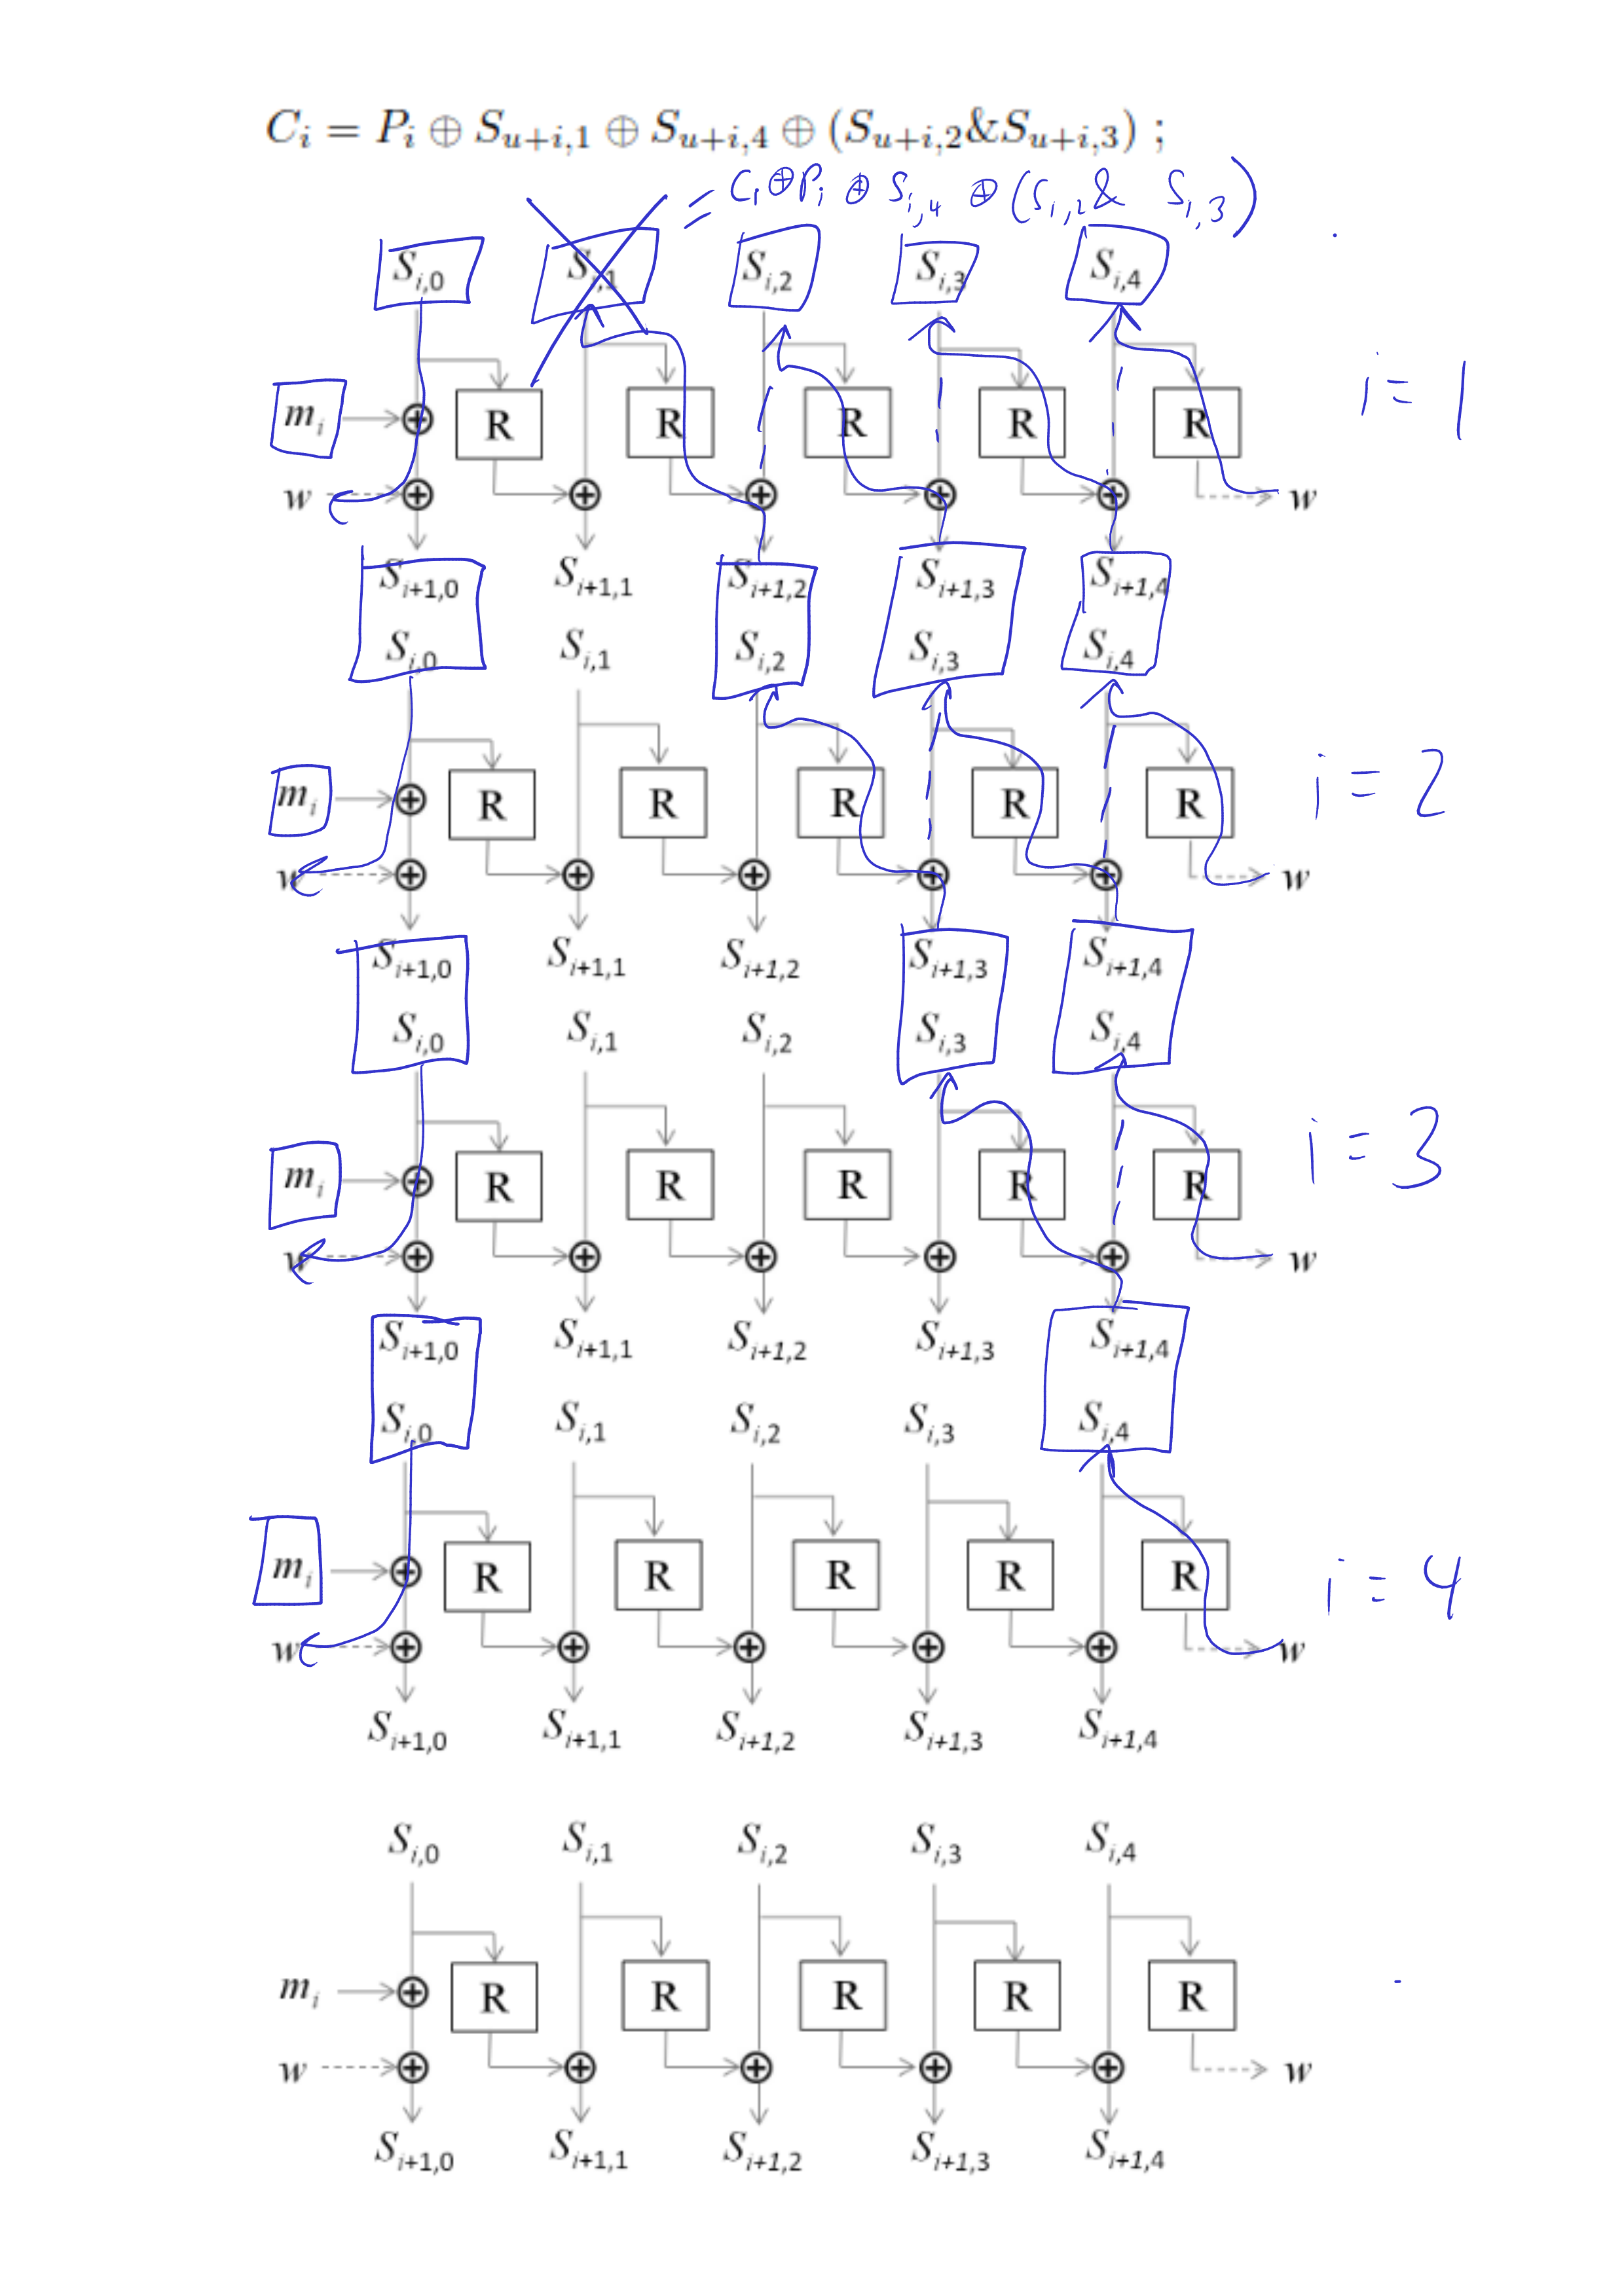 C_i = P_i ⊕ S_{u+i,1} ⊕ S_{u+i,4} ⊕ (S_{u+i,2}&S_{u+i,3}) ;
= C_i ⊕ P_i ⊕ S_{i,4} ⊕ (S_{i,2} & S_{i,3})
S_{i,0} S_{i,1} S_{i,2} S_{i,3} S_{i,4}
i = 1
m_i R R R R R
w w
S_{i+1,0} S_{i+1,1} S_{i+1,2} S_{i+1,3} S_{i+1,4}
S_{i,0} S_{i,1} S_{i,2} S_{i,3} S_{i,4}
m_i R R R R R i = 2
w w
S_{i+1,0} S_{i+1,1} S_{i+1,2} S_{i+1,3} S_{i+1,4}
S_{i,0} S_{i,1} S_{i,2} S_{i,3} S_{i,4}
m_i R R R R R i = 3
w w
S_{i+1,0} S_{i+1,1} S_{i+1,2} S_{i+1,3} S_{i+1,4}
S_{i,0} S_{i,1} S_{i,2} S_{i,3} S_{i,4}
m_i R R R R R i = 4
w w
S_{i+1,0} S_{i+1,1} S_{i+1,2} S_{i+1,3} S_{i+1,4}
S_{i,0} S_{i,1} S_{i,2} S_{i,3} S_{i,4}
m_i R R R R R
w w
S_{i+1,0} S_{i+1,1} S_{i+1,2} S_{i+1,3} S_{i+1,4}